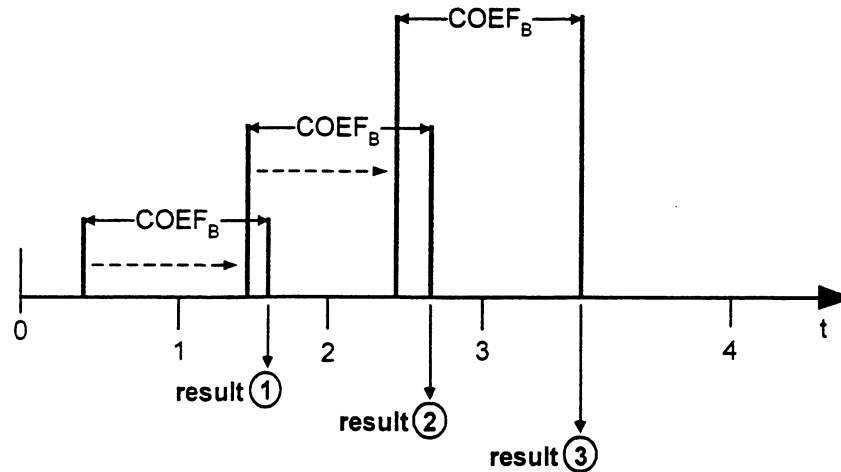 COEF_B
COEF_B
COEF_B
0
1
2
3
4
t
result ①
result ②
result ③